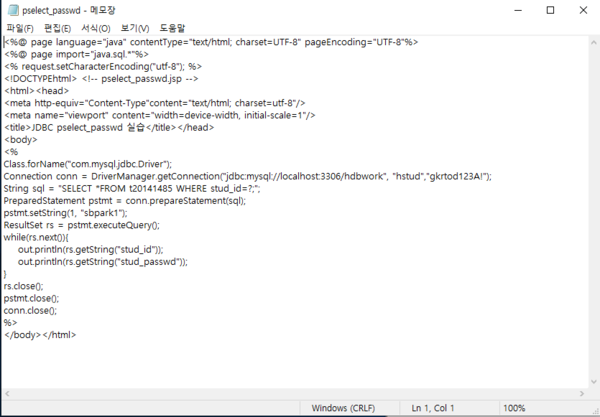 pselect_passwd - 메모장
파일(F) 편집(E) 서식(O) 보기(V) 도움말
<%@ page language="java" contentType="text/html; charset=UTF-8" pageEncoding="UTF-8"%>
<%@ page import="java.sql.*"%>
<% request.setCharacterEncoding("utf-8"); %>
<!DOCTYPEhtml> <!-- pselect_passwd.jsp -->
<html><head>
<meta http-equiv="Content-Type"content="text/html; charset=utf-8"/>
<meta name="viewport" content="width=device-width, initial-scale=1"/>
<title>JDBC pselect_passwd 실습</title></head>
<body>
<%
Class.forName("com.mysql.jdbc.Driver");
Connection conn = DriverManager.getConnection("jdbc:mysql://localhost:3306/hdbwork", "hstud","gkrtod123A!");
String sql = "SELECT *FROM t20141485 WHERE stud_id=?;";
PreparedStatement pstmt = conn.prepareStatement(sql);
pstmt.setString(1, "sbpark1");
ResultSet rs = pstmt.executeQuery();
while(rs.next()){
out.println(rs.getString("stud_id"));
out.println(rs.getString("stud_passwd"));
}
rs.close();
pstmt.close();
conn.close();
%>
</body></html>
Windows (CRLF) Ln 1, Col 1 100%